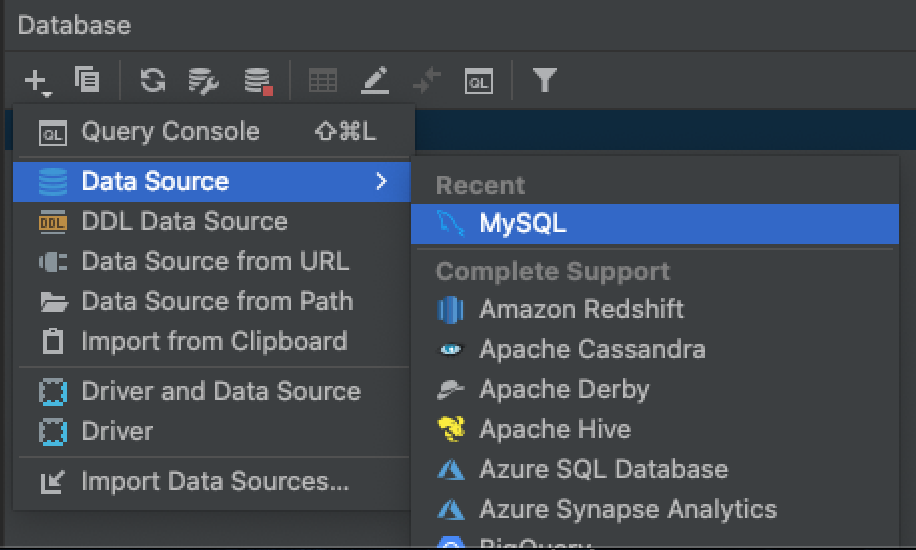 Database
QL
QL Query Console ⇧⌘L
Data Source
DDL DDL Data Source
Data Source from URL
Data Source from Path
Import from Clipboard
Driver and Data Source
Driver
Import Data Sources...
Recent
MySQL
Complete Support
Amazon Redshift
Apache Cassandra
Apache Derby
Apache Hive
Azure SQL Database
Azure Synapse Analytics
BigQuery